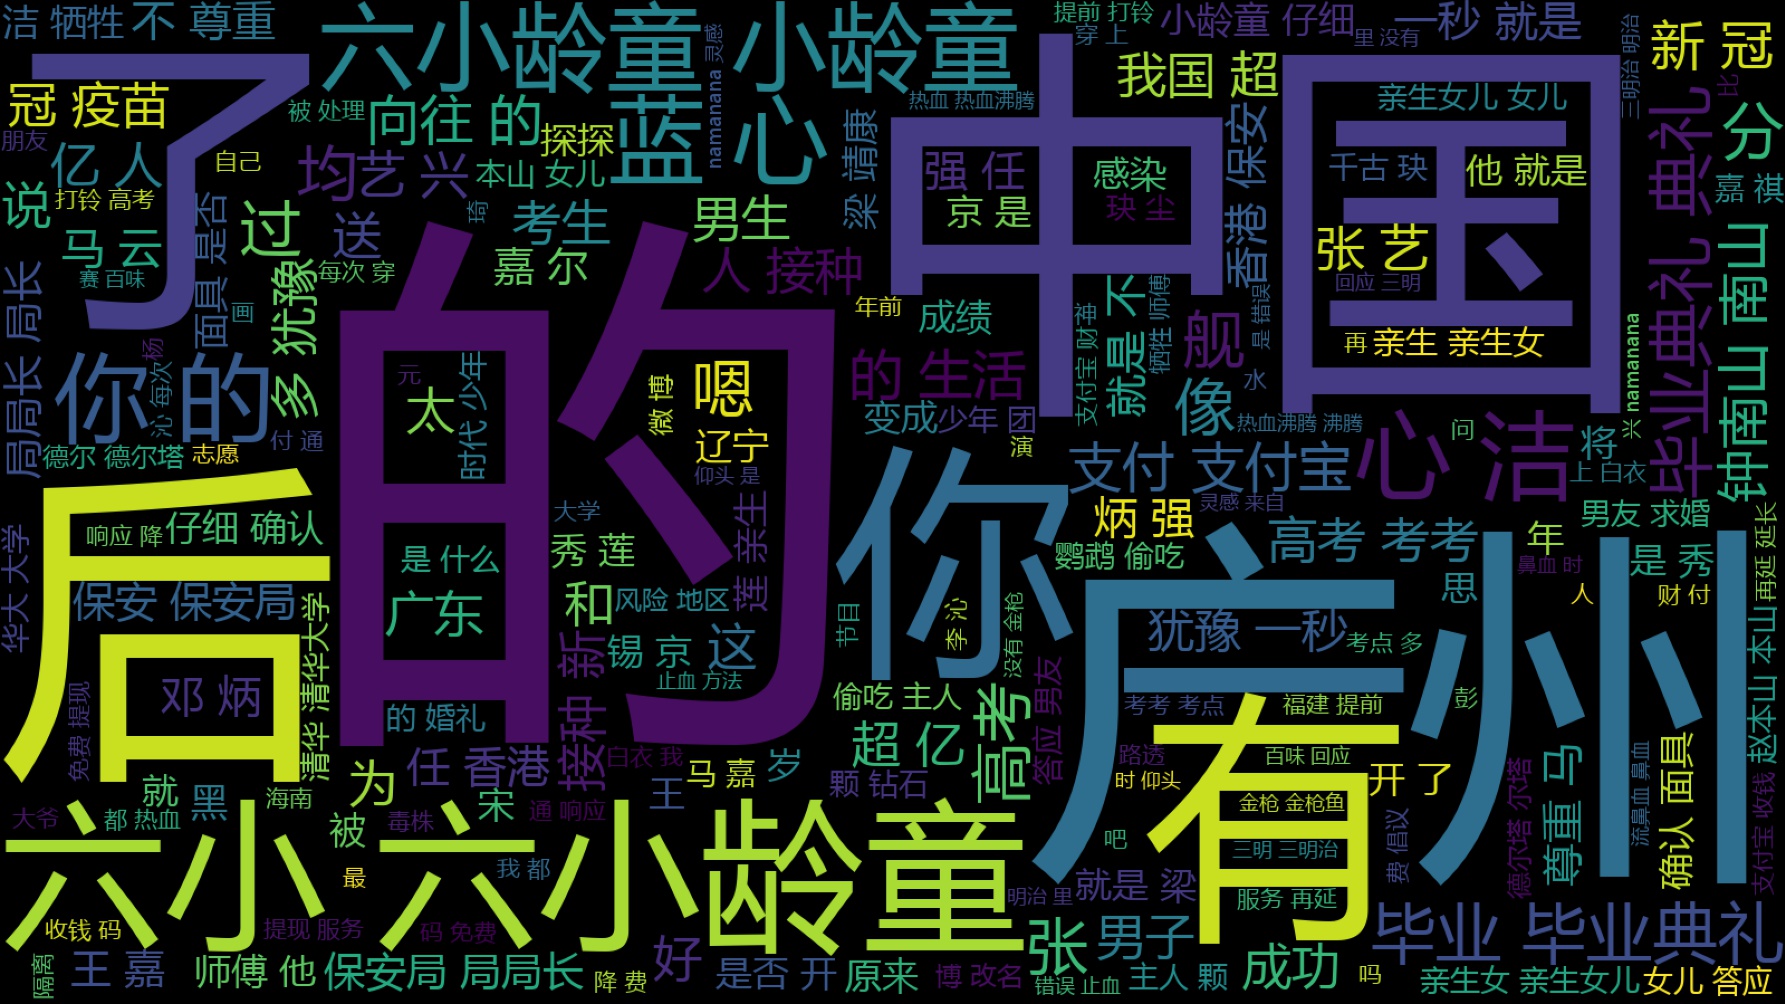 洁 牺牲
不 尊重
六小龄童 小龄童
灵感
提前 打铃
穿 上
小龄童 仔细
里 没有
一秒 就是
三明治 明治
新 冠
了
冠 疫苗
被 处理
向往 的
探探
蓝 心
namanana
热血 热血沸腾
我国 超
亲生女儿 女儿
典礼 典礼
比
分
朋友
亿 人
自己
均
艺 兴
本山 女儿
梁 靖康
中国
强 任
感染
香港 保安
千古 玦
他 就是
嘉 祺
说
打铃 高考
面具 是否
过
送
琦
考生
男生
京 是
玦 尘
张 艺
钟南山 南山
马 云
赛 百味
犹豫
每次 穿
嘉 尔
人 接种
年前
成绩
支付宝 财神
就是 不
牺牲 师傅
舰
是 错误
回应 三明
再
亲生 亲生女
局局长 局长
画
你 的
杨
沁 每次
多
付 通
的
元
太
时代 少年
微 博
嗯
辽宁
仰头 是
的 生活
变成
少年 团
演
像
水
热血沸腾 沸腾
心 洁
问
将
上 白衣
namanana
兴
毕业
德尔 德尔塔
志愿
后
响应 降
仔细 确认
大学
是 什么
秀 莲
莲 亲生
你
支付 支付宝
炳 强
灵感 来自
鹦鹉 偷吃
高考 考考
年
鼻血 时
男友 求婚
是 秀
再延 延长
华大 大学
保安 保安局
清华 清华大学
广东
和
风险 地区
节目
李 沁
没有 金枪
广州
犹豫 一秒
考点 多
思
人
财 付
邓 炳
免费 提现
的 婚礼
接种 新
锡 京
这
止血 方法
偷吃 主人
答应 男友
考考 考点
福建 提前
彭
赵本山 本山
任 香港
白衣 我
马 嘉
岁
超 亿
高考
路透
时 仰头
有
百味 回应
开 了
德尔塔 尔塔
尊重 马
流鼻血 鼻血
确认 面具
支付宝 收钱
就
黑
海南
为
毒株
宋
通 响应
王
颗 钻石
金枪 金枪鱼
大爷
都 热血
被
吧
三明 三明治
费 倡议
六小 六小龄童
最
我 都
明治 里
就是 梁
服务 再延
收钱 码
提现 服务
码 免费
张
男子
毕业 毕业典礼
隔离
王 嘉
师傅 他
保安局 局局长
降 费
好
是否 开
原来
博 改名
错误 止血
主人 颗
成功
吗
亲生女 亲生女儿
女儿 答应